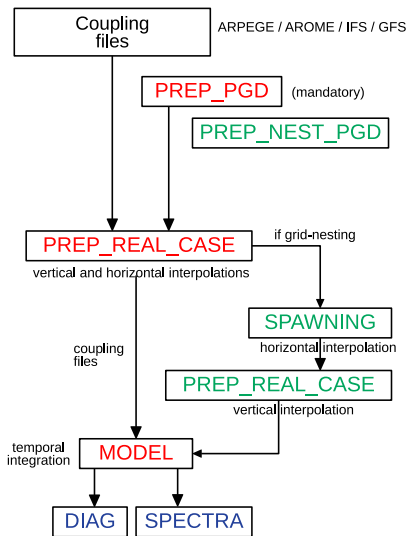 Coupling
files
ARPEGE / AROME / IFS / GFS
PREP_PGD
(mandatory)
PREP_NEST_PGD
PREP_REAL_CASE
if grid-nesting
vertical and horizontal interpolations
SPAWNING
horizontal interpolation
coupling
files
PREP_REAL_CASE
vertical interpolation
temporal
integration
MODEL
DIAG
SPECTRA